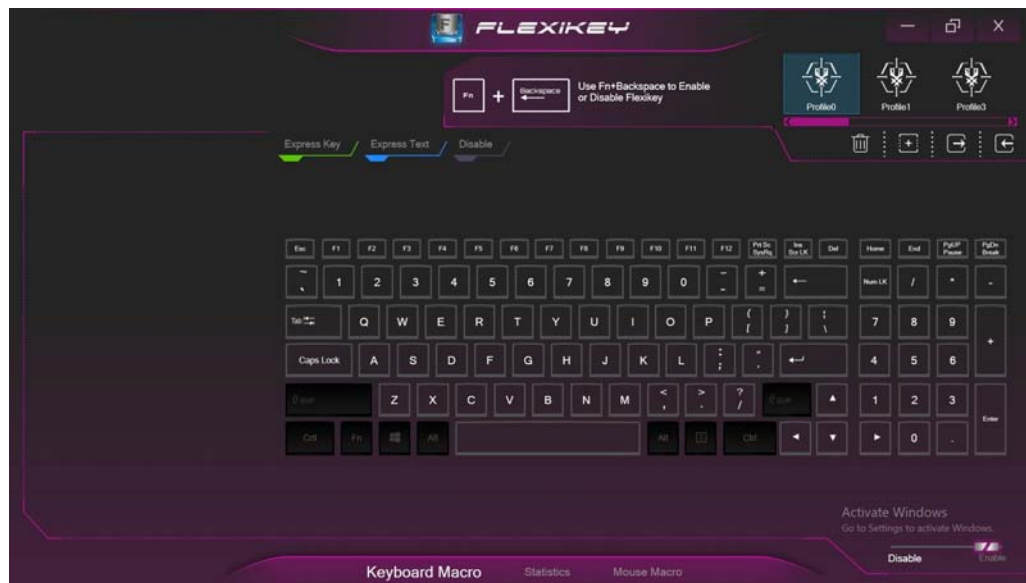 FLEXIKEY
Fn + Backspace Use Fn+Backspace to Enable
or Disable Flexikey
Profile0 Profile1 Profile3
Express Key / Express Text / Disable
Esc F1 F2 F3 F4 F5 F6 F7 F8 F9 F10 F11 F12 Prt Sc Ins Del Home End PgUP PgDn
SysRq Scr LK Pause Break
~ 1 2 3 4 5 6 7 8 9 0 - + = ← Num LK / * -
Tab Q W E R T Y U I O P { [ } ] \ 7 8 9 +
Caps Lock A S D F G H J K L : ; 4 5 6
Z X C V B N M < , > . ? / ▲ 1 2 3 Enter
Crtl Fn Alt Alt Ctrl ◄ ▼ ► 0 .
Activate Windows
Go to Settings to activate Windows.
Disable Enable
Keyboard Macro Statistics Mouse Macro